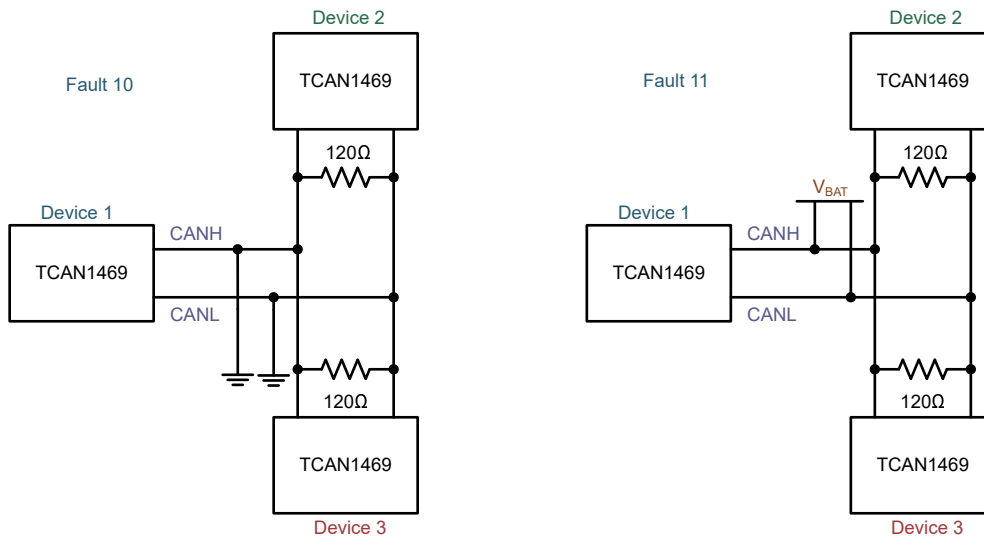 Fault 10
Device 2
TCAN1469
120Ω
Device 1
TCAN1469
CANH
CANL
120Ω
TCAN1469
Device 3
Fault 11
Device 2
TCAN1469
120Ω
VBAT
Device 1
TCAN1469
CANH
CANL
120Ω
TCAN1469
Device 3